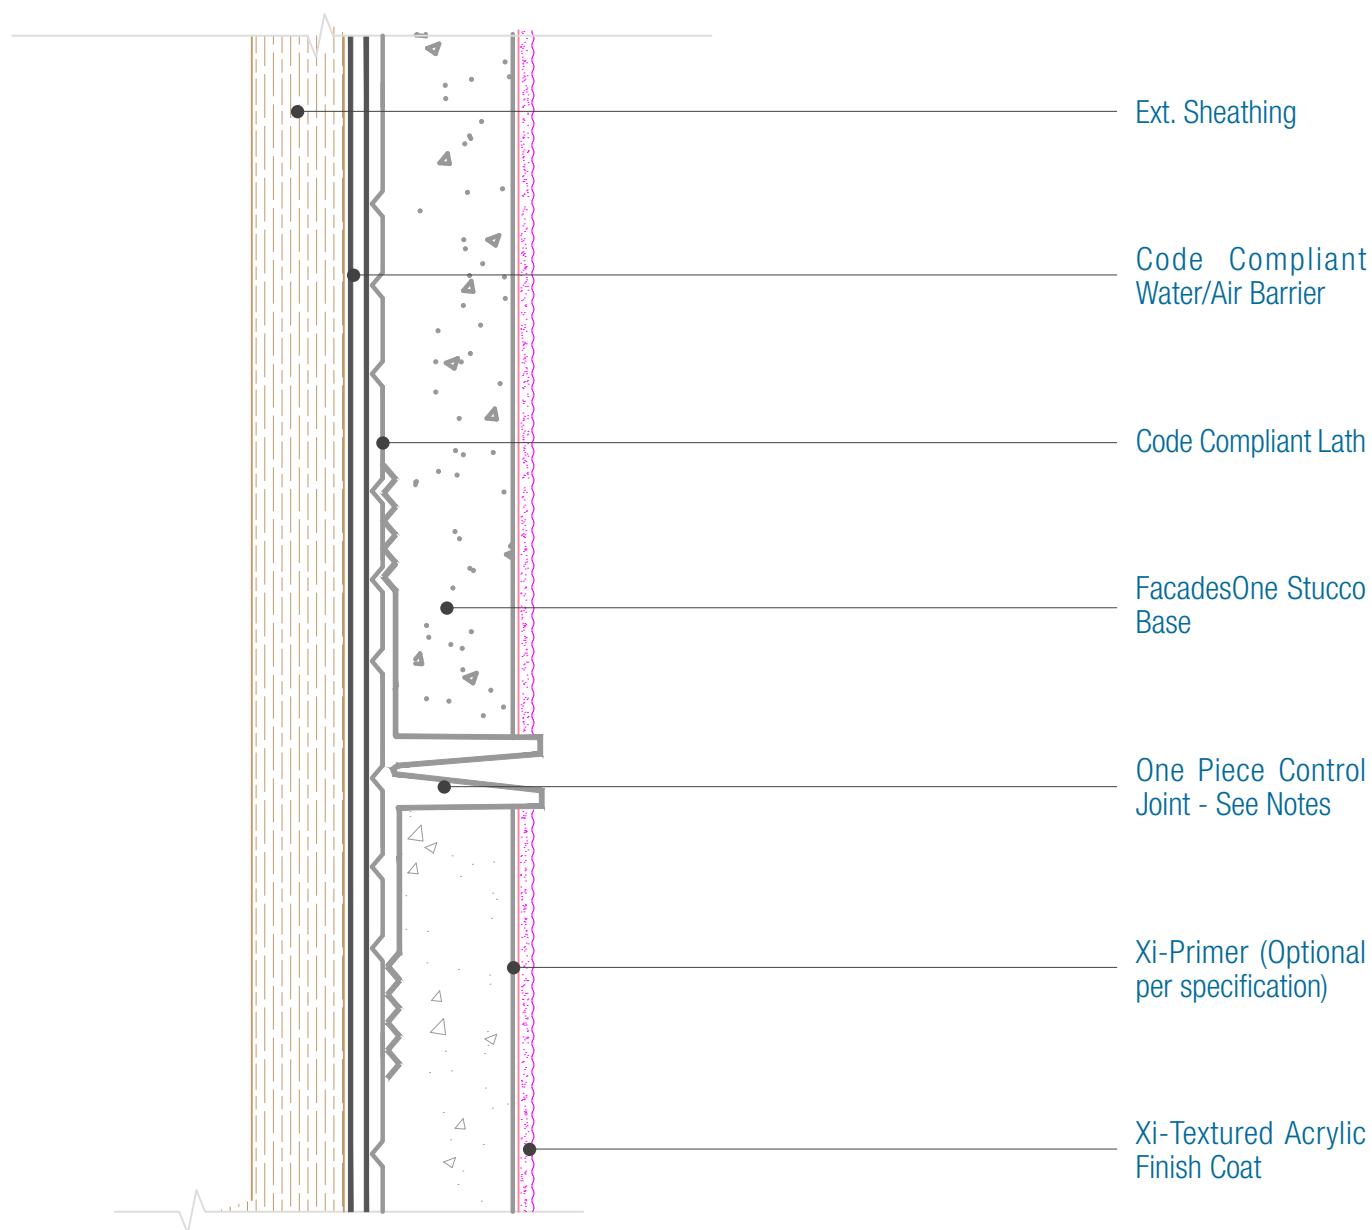 Ext. Sheathing
Code Compliant
Water/Air Barrier
Code Compliant Lath
FacadesOne Stucco
Base
One Piece Control
Joint - See Notes
Xi-Primer (Optional
per specification)
Xi-Textured Acrylic
Finish Coat